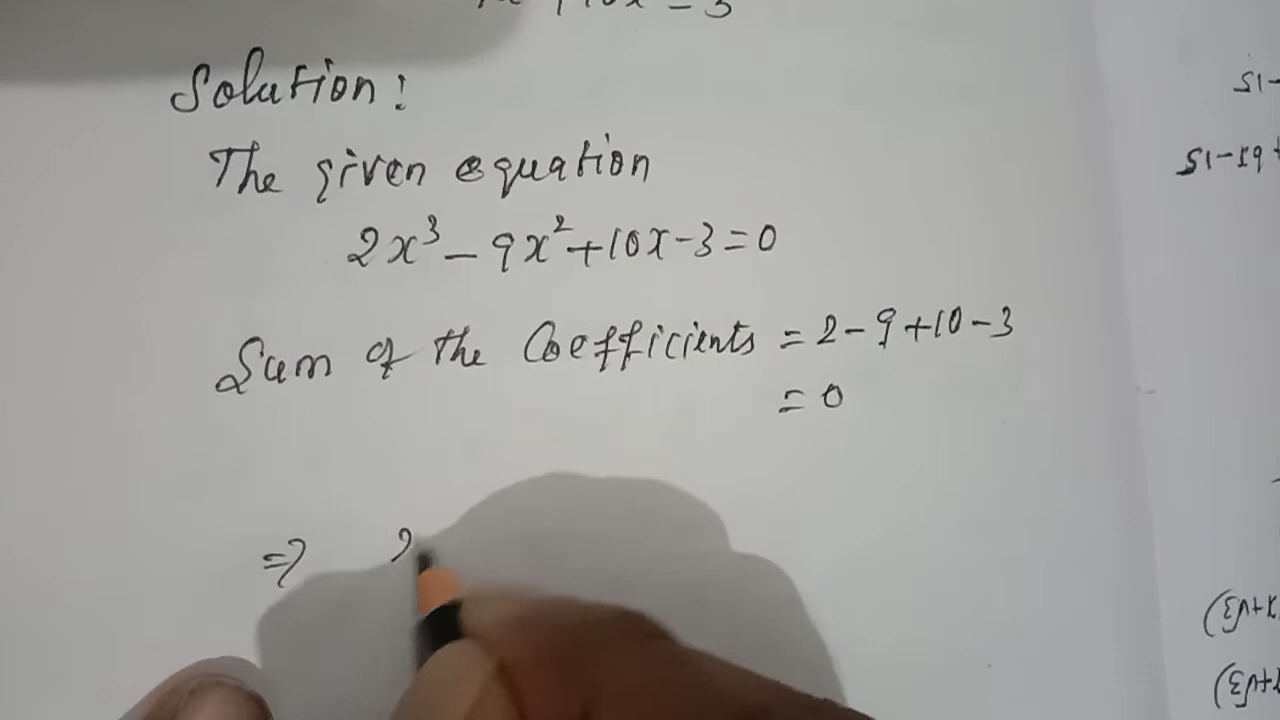 Solution:
The given equation
2x³ - 9x² + 10x - 3 = 0
Sum of the Coefficients = 2 - 9 + 10 - 3
= 0
⇒